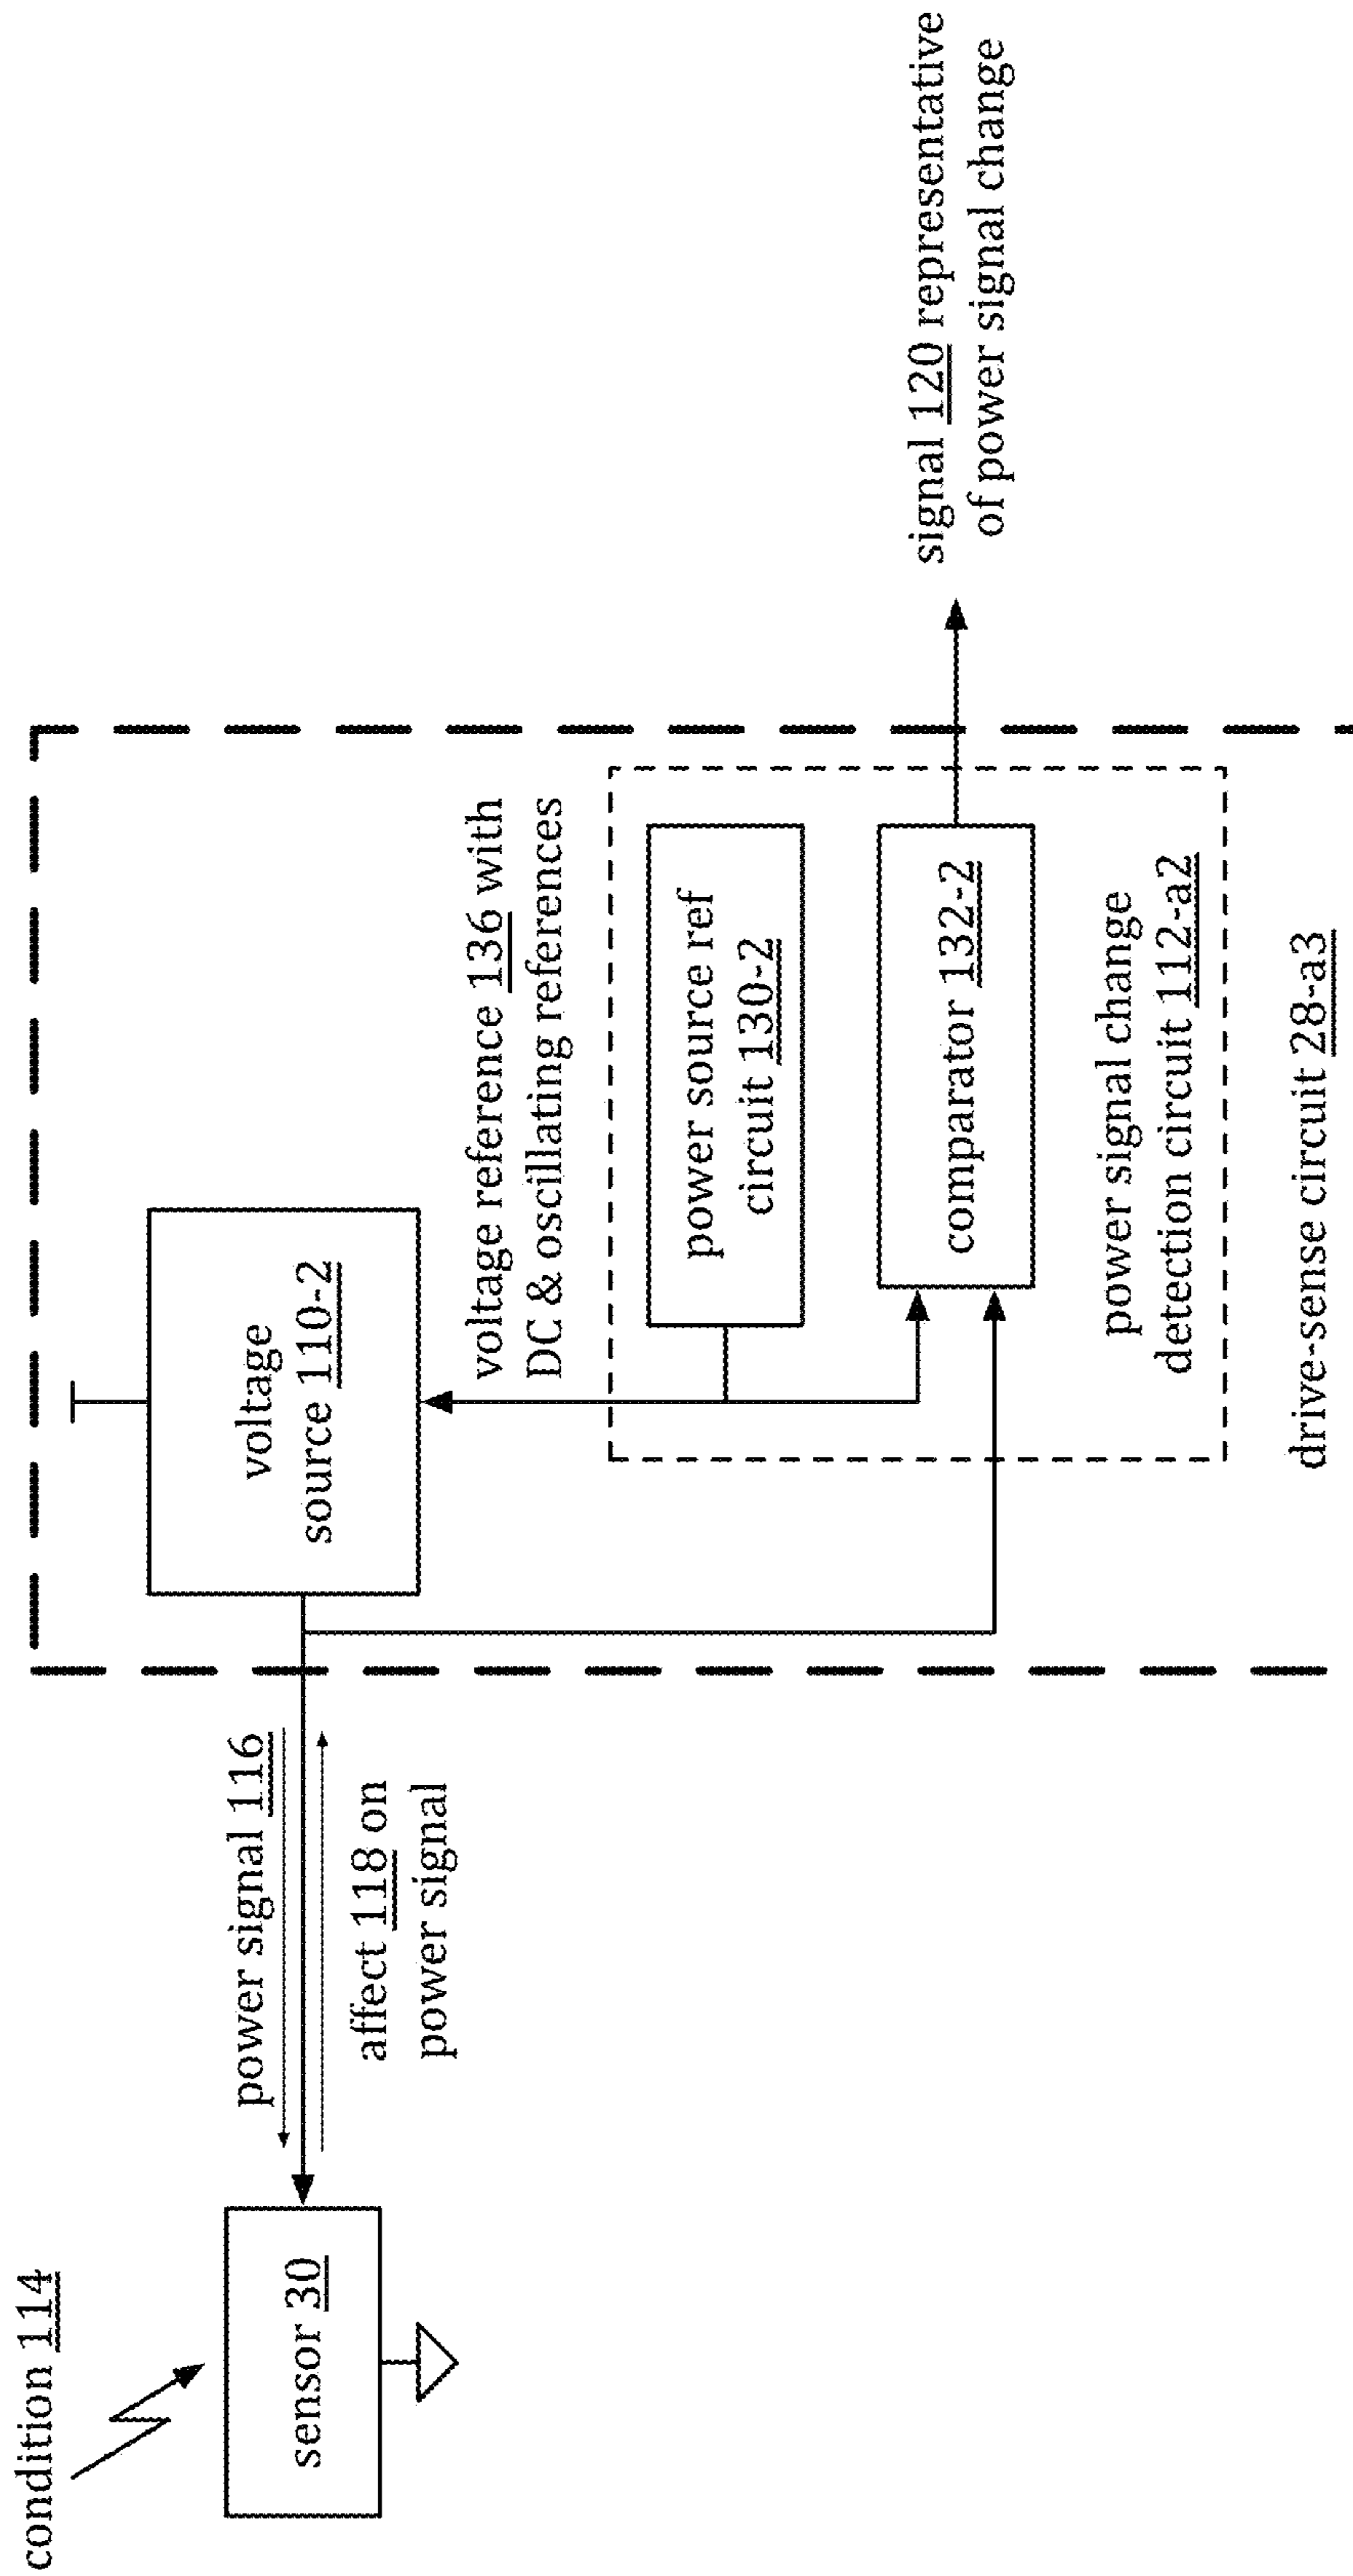 condition 114
sensor 30
power signal 116
affect 118 on
power signal
voltage
source 110-2
voltage reference 136 with
DC & oscillating references
power source ref
circuit 130-2
comparator 132-2
power signal change
detection circuit 112-a2
drive-sense circuit 28-a3
signal 120 representative
of power signal change